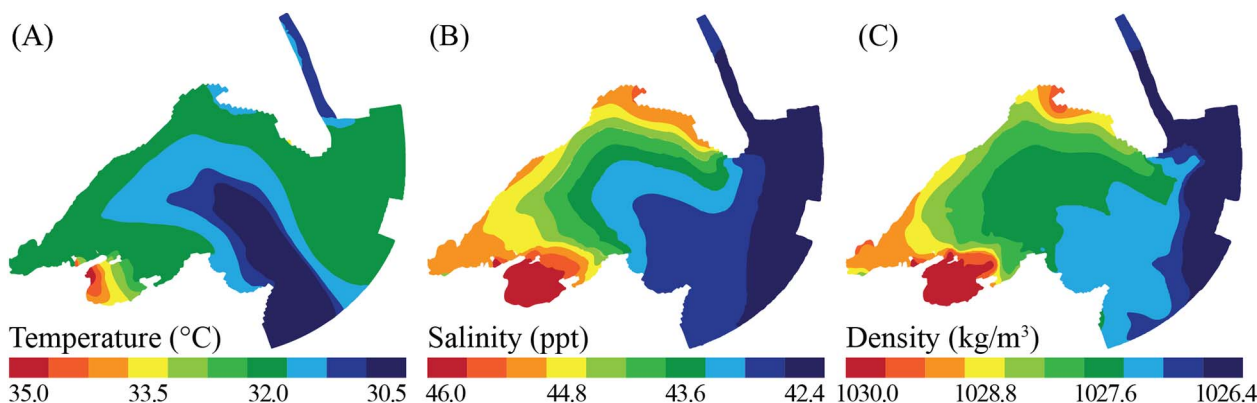 (A)
(B)
(C)
Temperature (°C)
35.0 33.5 32.0 30.5
Salinity (ppt)
46.0 44.8 43.6 42.4
Density (kg/m³)
1030.0 1028.8 1027.6 1026.4